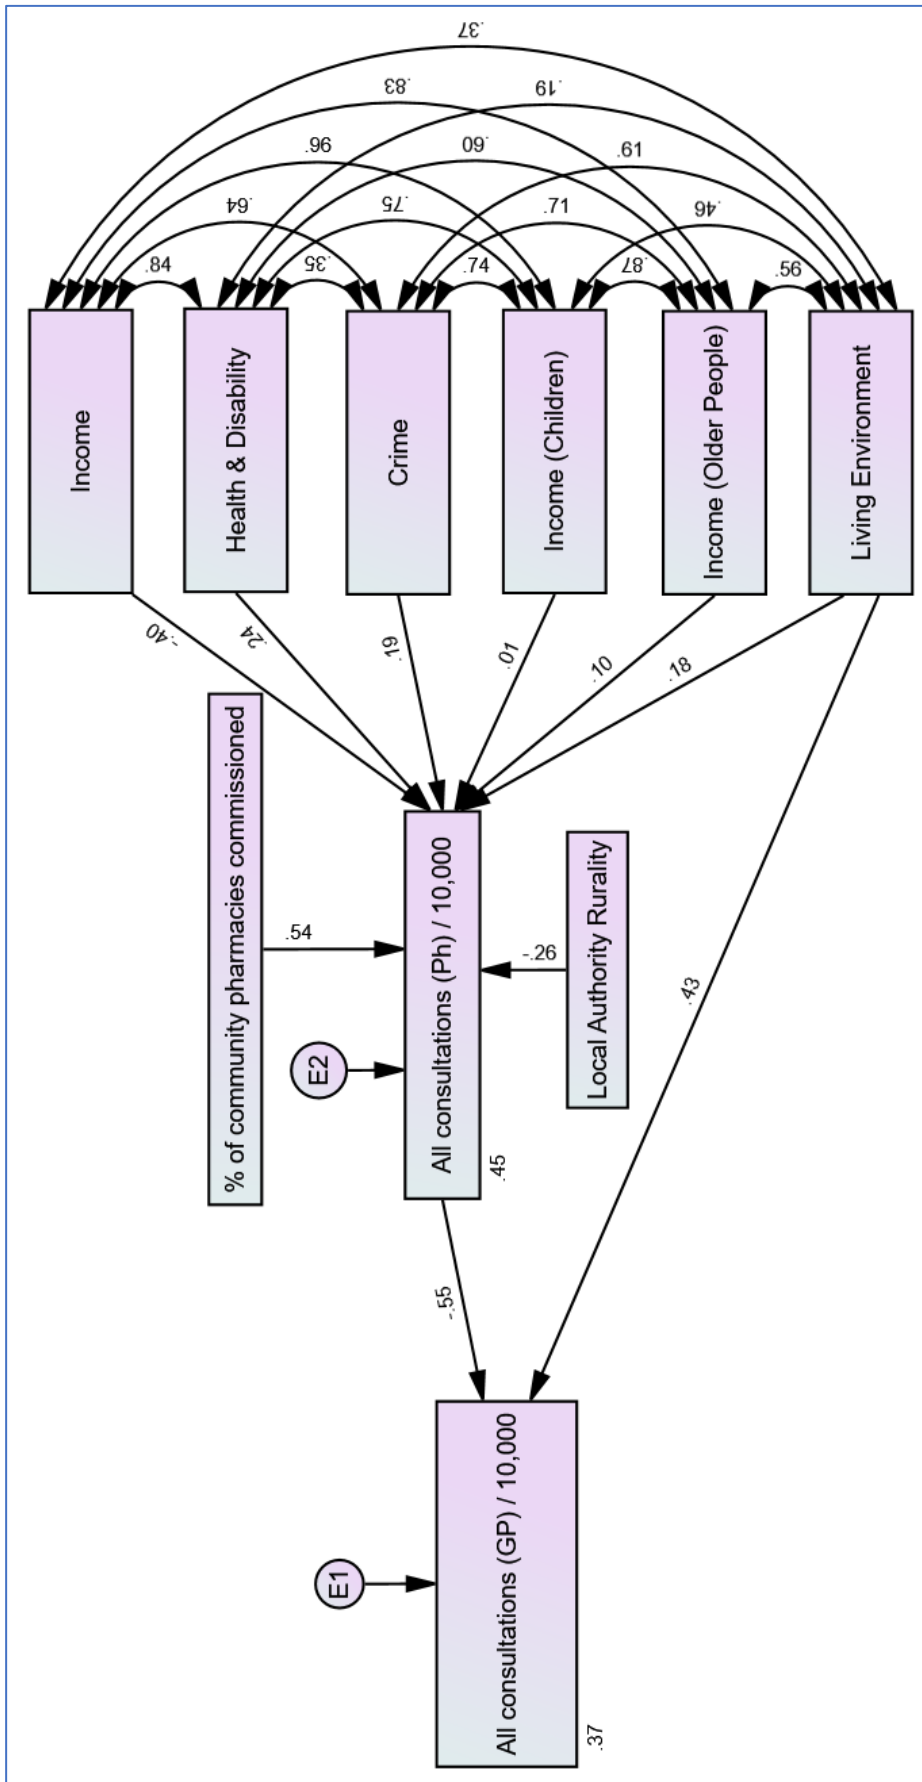 .37
.83
.19
.96
.60
.61
.64
.75
.71
.46
.84
.35
.74
.87
.56
Income
Health & Disability
Crime
Income (Children)
Income (Older People)
Living Environment
-.40
.24
.19
.01
.10
.18
.43
% of community pharmacies commissioned
.54
E2
All consultations (Ph) / 10,000
.45
-.26
Local Authority Rurality
-.55
E1
All consultations (GP) / 10,000
.37